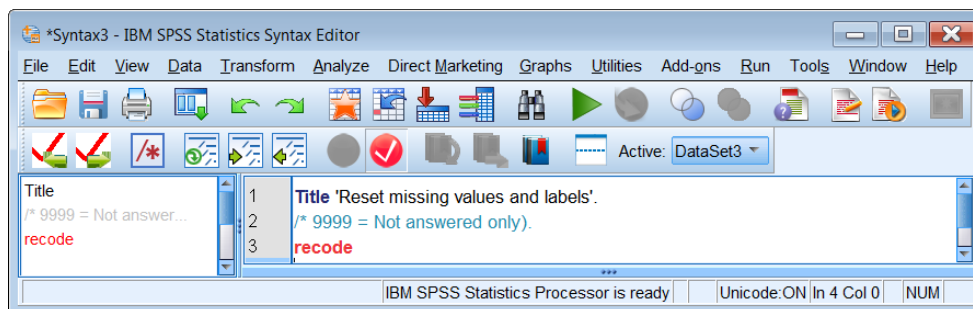 *Syntax3 - IBM SPSS Statistics Syntax Editor
File Edit View Data Transform Analyze Direct Marketing Graphs Utilities Add-ons Run Tools Window Help
/*
Active: DataSet3
Title
/* 9999 = Not answer...
recode
1 Title 'Reset missing values and labels'.
2 /* 9999 = Not answered only).
3 recode
IBM SPSS Statistics Processor is ready Unicode:ON In 4 Col 0 NUM